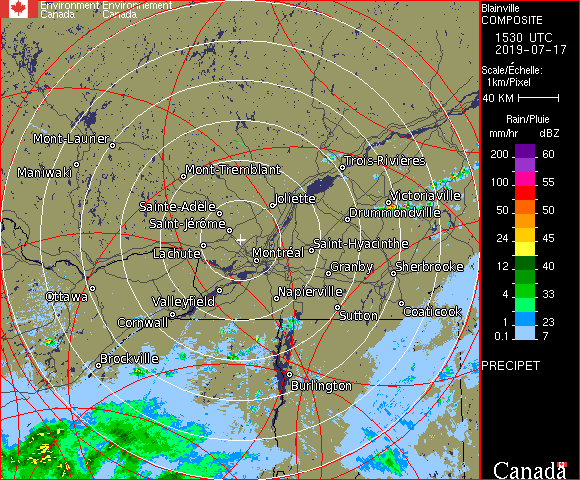 Environment Environnement
Canada Canada
Blainville
COMPOSITE
1530 UTC
2019-07-17
Scale/Échelle:
1km/Pixel
40 KM
Rain/Pluie
mm/hr dBZ
200 60
100 55
50 50
24 45
12 40
4 33
1 23
0.1 7
PRECIPET
Mont-Laurier
Maniwaki
Mont-Tremblant
Trois-Rivières
Joliette
Victoriaville
Sainte-Adèle
Drummondville
Saint-Jérôme
Lachute
Montréal
Saint-Hyacinthe
Granby
Sherbrooke
Ottawa
Valleyfield
Napierville
Cornwall
Sutton
Coaticook
Brockville
Burlington
Canada